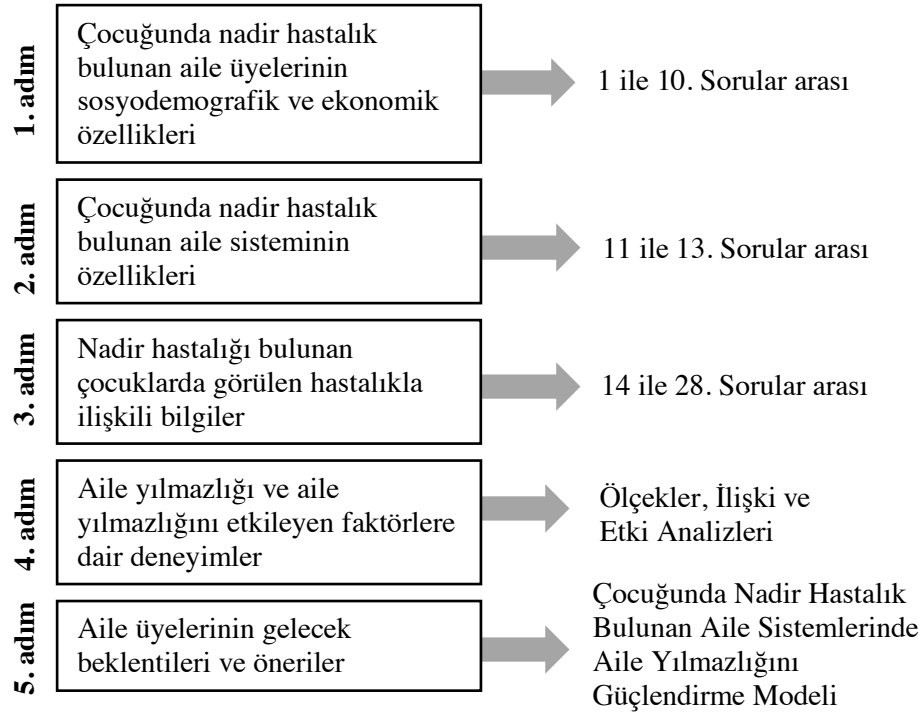 1. adım
Çocuğunda nadir hastalık
bulunan aile üyelerinin
sosyodemografik ve ekonomik
özellikleri
1 ile 10. Sorular arası
2. adım
Çocuğunda nadir hastalık
bulunan aile sisteminin
özellikleri
11 ile 13. Sorular arası
3. adım
Nadir hastalığı bulunan
çocuklarda görülen hastalıkla
ilişkili bilgiler
14 ile 28. Sorular arası
4. adım
Aile yılmazlığı ve aile
yılmazlığını etkileyen faktörlere
dair deneyimler
Ölçekler, İlişki ve
Etki Analizleri
5. adım
Aile üyelerinin gelecek
beklentileri ve öneriler
Çocuğunda Nadir Hastalık
Bulunan Aile Sistemlerinde
Aile Yılmazlığını
Güçlendirme Modeli